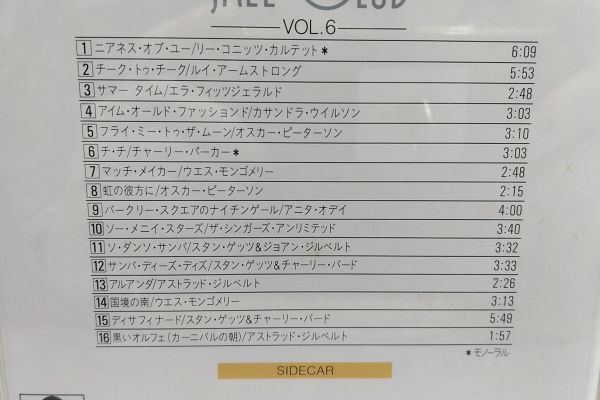 JAZZ CLUB
VOL.6
1 ニアネス・オブ・ユー/リー・コニッツ・カルテット* 6:09
2 チーク・トゥ・チーク/ルイ・アームストロング 5:53
3 サマー タイム/エラ・フィッツジェラルド 2:48
4 アイム・オールド・ファッションド/カサンドラ・ウイルソン 3:03
5 フライ・ミー・トゥ・ザ・ムーン/オスカー・ピーターソン 3:10
6 チ・チ/チャーリー・パーカー* 3:03
7 マッチ・メイカー/ウエス・モンゴメリー 2:48
8 虹の彼方に/オスカー・ピーターソン 2:15
9 バークリー・スクエアのナイチンゲール/アニタ・オデイ 4:00
10 ソー・メニイ・スターズ/ザ・シンガーズ・アンリミテッド 3:40
11 ソ・ダンソ・サンバ/スタン・ゲッツ&ジョアン・ジルベルト 3:32
12 サンバ・ディーズ・デイズ/スタン・ゲッツ&チャーリー・バード 3:33
13 アルアンダ/アストラッド・ジルベルト 2:26
14 国境の南/ウエス・モンゴメリー 3:13
15 ディサフィナード/スタン・ゲッツ&チャーリー・バード 5:49
16 黒いオルフェ(カーニバルの朝)/アストラッド・ジルベルト 1:57
*モノーラル
SIDECAR